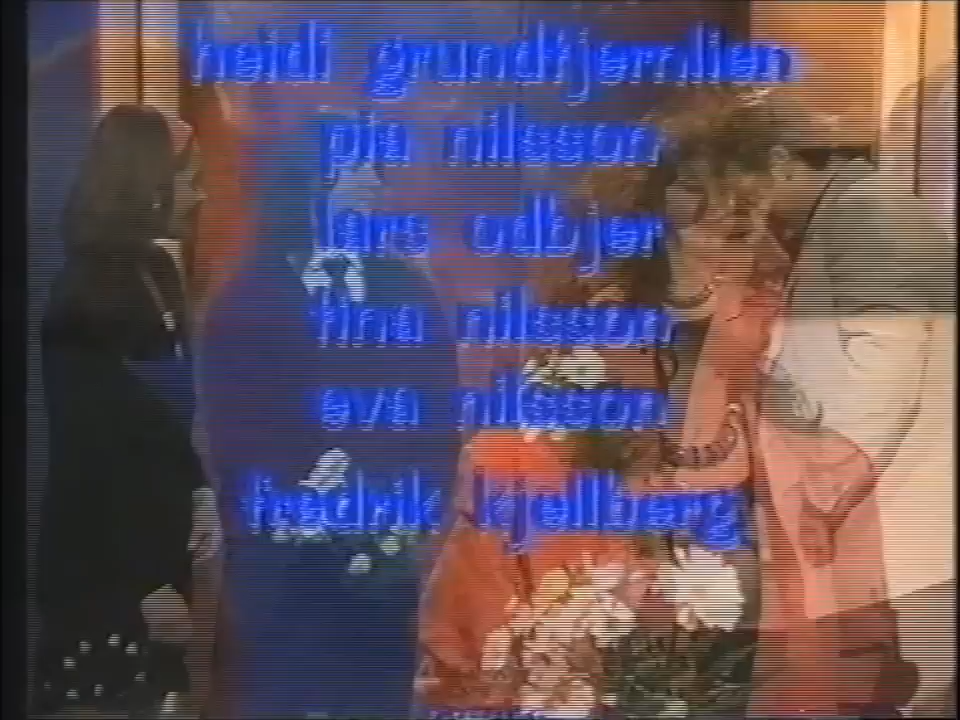 heidi grundtjernlien
pia nilsson
lars odbjer
tina nilsson
eva nilsson
fredrik kjellberg